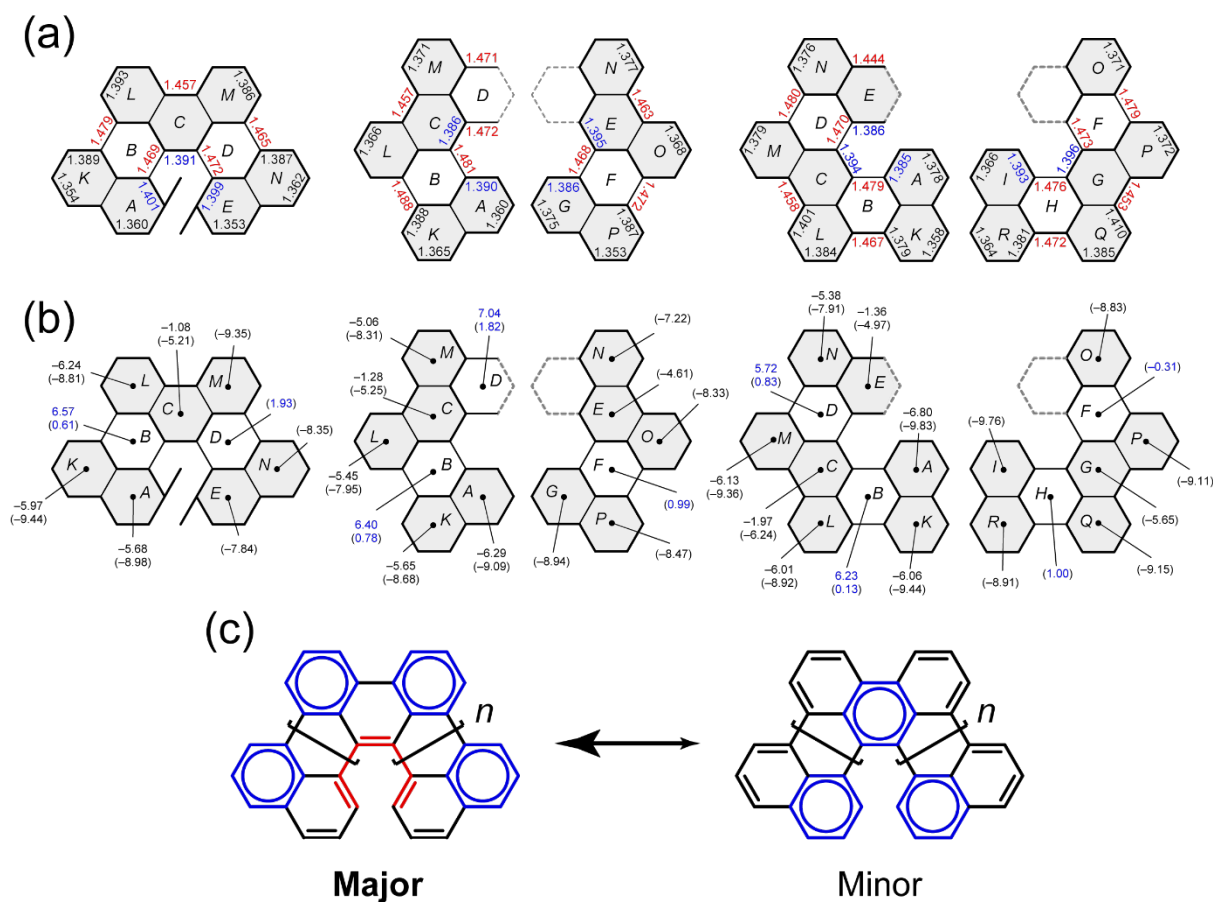 (a)
1.393
L
1.457
M
1.386
C
1.479
B
1.469
1.391
1.472
D
1.465
1.389
K
1.354
A
1.401
1.360
1.399
E
1.353
1.387
N
1.362
1.371
M
1.471
D
1.457
C
1.386
1.472
1.366
L
B
1.481
1.488
1.390
A
1.360
1.388
K
1.365
1.377
N
1.463
E
1.395
O
1.368
1.468
F
1.386
G
1.375
1.472
1.387
P
1.353
1.376
N
1.444
E
1.480
D
1.470
1.386
1.379
M
1.394
1.385
A
1.378
C
1.479
B
1.458
1.401
L
1.384
1.467
K
1.379
1.358
O
1.371
F
1.479
1.473
P
1.372
1.366
1.393
I
1.396
1.476
G
1.453
H
R
1.364
1.381
1.472
1.410
Q
1.385
(b)
−1.08
(−5.21)
(−9.35)
−6.24
(−8.81)
L
M
C
6.57
(0.61)
B
D
(1.93)
K
N
(−8.35)
A
E
−5.97
(−9.44)
−5.68
(−8.98)
(−7.84)
−5.06
(−8.31)
7.04
(1.82)
M
D
−1.28
(−5.25)
C
L
−5.45
(−7.95)
B
6.40
(0.78)
A
K
−5.65
(−8.68)
−6.29
(−9.09)
(−7.22)
N
(−4.61)
E
(−8.33)
O
F
(0.99)
G
P
(−8.94)
(−8.47)
−5.38
(−7.91)
−1.36
(−4.97)
N
E
5.72
(0.83)
D
−6.80
(−9.83)
M
C
A
−6.13
(−9.36)
B
−1.97
(−6.24)
L
K
−6.01
(−8.92)
6.23
(0.13)
−6.06
(−9.44)
(−8.83)
O
(−0.31)
F
(−9.76)
P
I
G
(−9.11)
H
(−5.65)
R
Q
(−8.91)
(1.00)
(−9.15)
(c)
n
n
Major
Minor